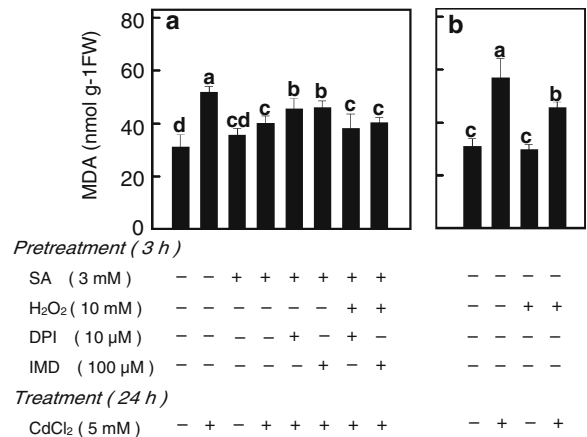 80
60
40
20
0
MDA (nmol g-1FW)
a
d
a
cd
c
b
b
c
c
b
c
a
c
b
Pretreatment ( 3 h )
SA ( 3 mM) – – + + + + + + – – – –
H₂O₂ ( 10 mM) – – – – – – + + – – + +
DPI ( 10 µM) – – – – + – + – – – – –
IMD ( 100 µM) – – – – – + – + – – – –
Treatment ( 24 h )
CdCl₂ ( 5 mM) – + – + + + + + – + – +